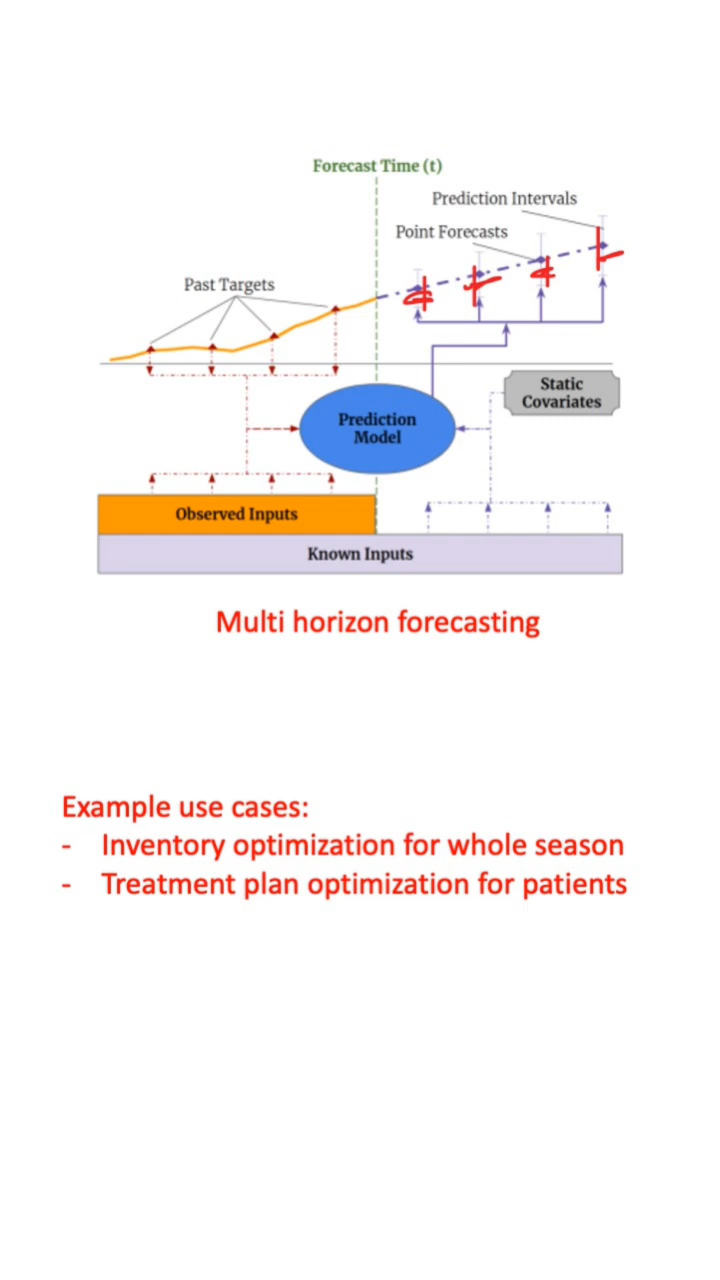 Forecast Time (t)
Prediction Intervals
Point Forecasts
Past Targets
Static
Covariates
Prediction
Model
Observed Inputs
Known Inputs
Multi horizon forecasting
Example use cases:
- Inventory optimization for whole season
- Treatment plan optimization for patients